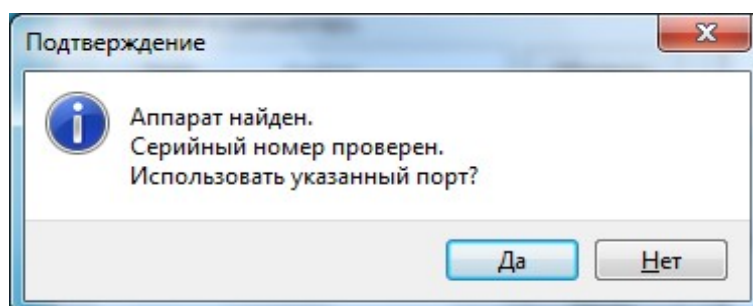 Подтверждение
Аппарат найден.
Серийный номер проверен.
Использовать указанный порт?
Да
Нет